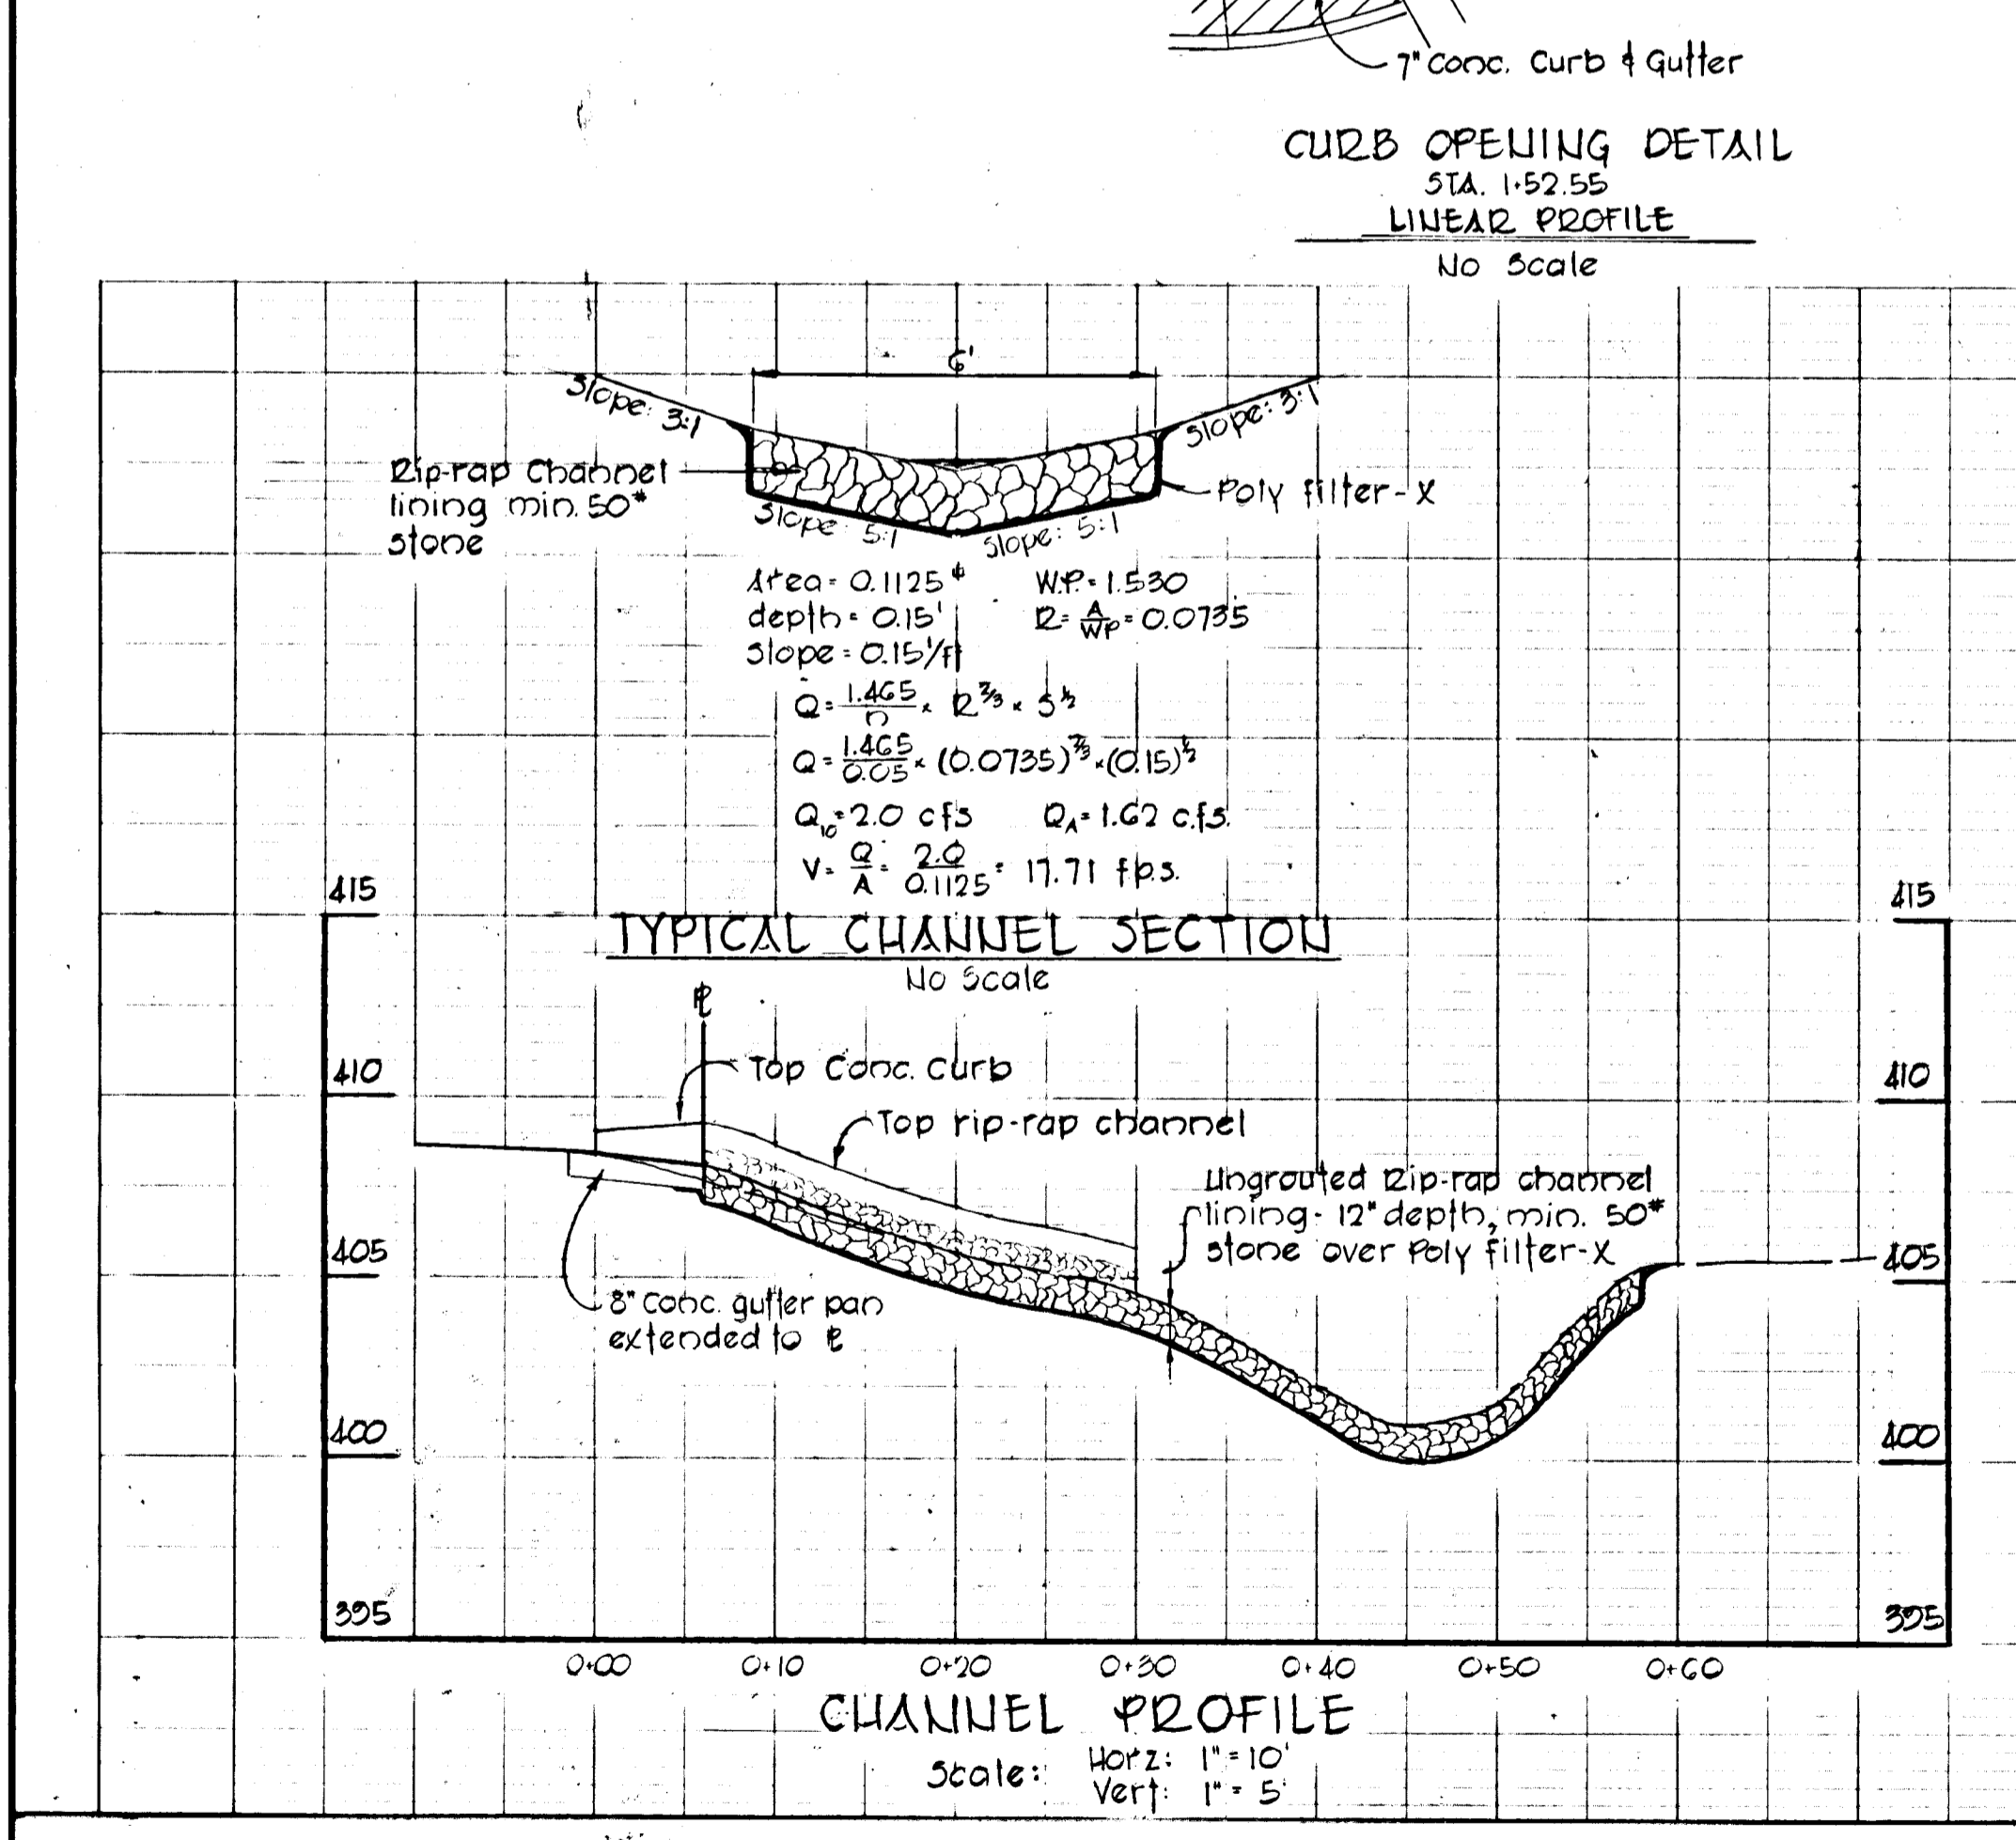 7" Conc. Curb & Gutter
CURB OPENING DETAIL
STA. 1+52.55
LINEAR PROFILE
No Scale
6'
Slope: 3:1
Slope: 3:1
Rip-rap Channel
lining min. 50#
stone
Poly filter-X
Slope: 5:1
Slope: 5:1
Area = 0.1125 W.P. = 1.530
depth = 0.15' R = A/WP = 0.0735
Slope = 0.15'/ft
Q = 1.465/n × R^2/3 × S^1/2
Q = 1.465/0.05 × (0.0735)^2/3 × (0.15)^1/2
Q10 = 2.0 cfs QA = 1.62 c.f.s.
V = Q/A = 2.0/0.1125 = 17.71 f.p.s.
TYPICAL CHANNEL SECTION
No Scale
415
415
℄
Top Conc. Curb
410
410
Top rip-rap channel
Ungrouted Rip-rap channel
lining - 12" depth, min. 50#
stone over Poly filter-X
405
405
8" conc. gutter pan
extended to ℄
400
400
395
395
0+00 0+10 0+20 0+30 0+40 0+50 0+60
CHANNEL PROFILE
Scale: Horz: 1" = 10'
Vert: 1" = 5'